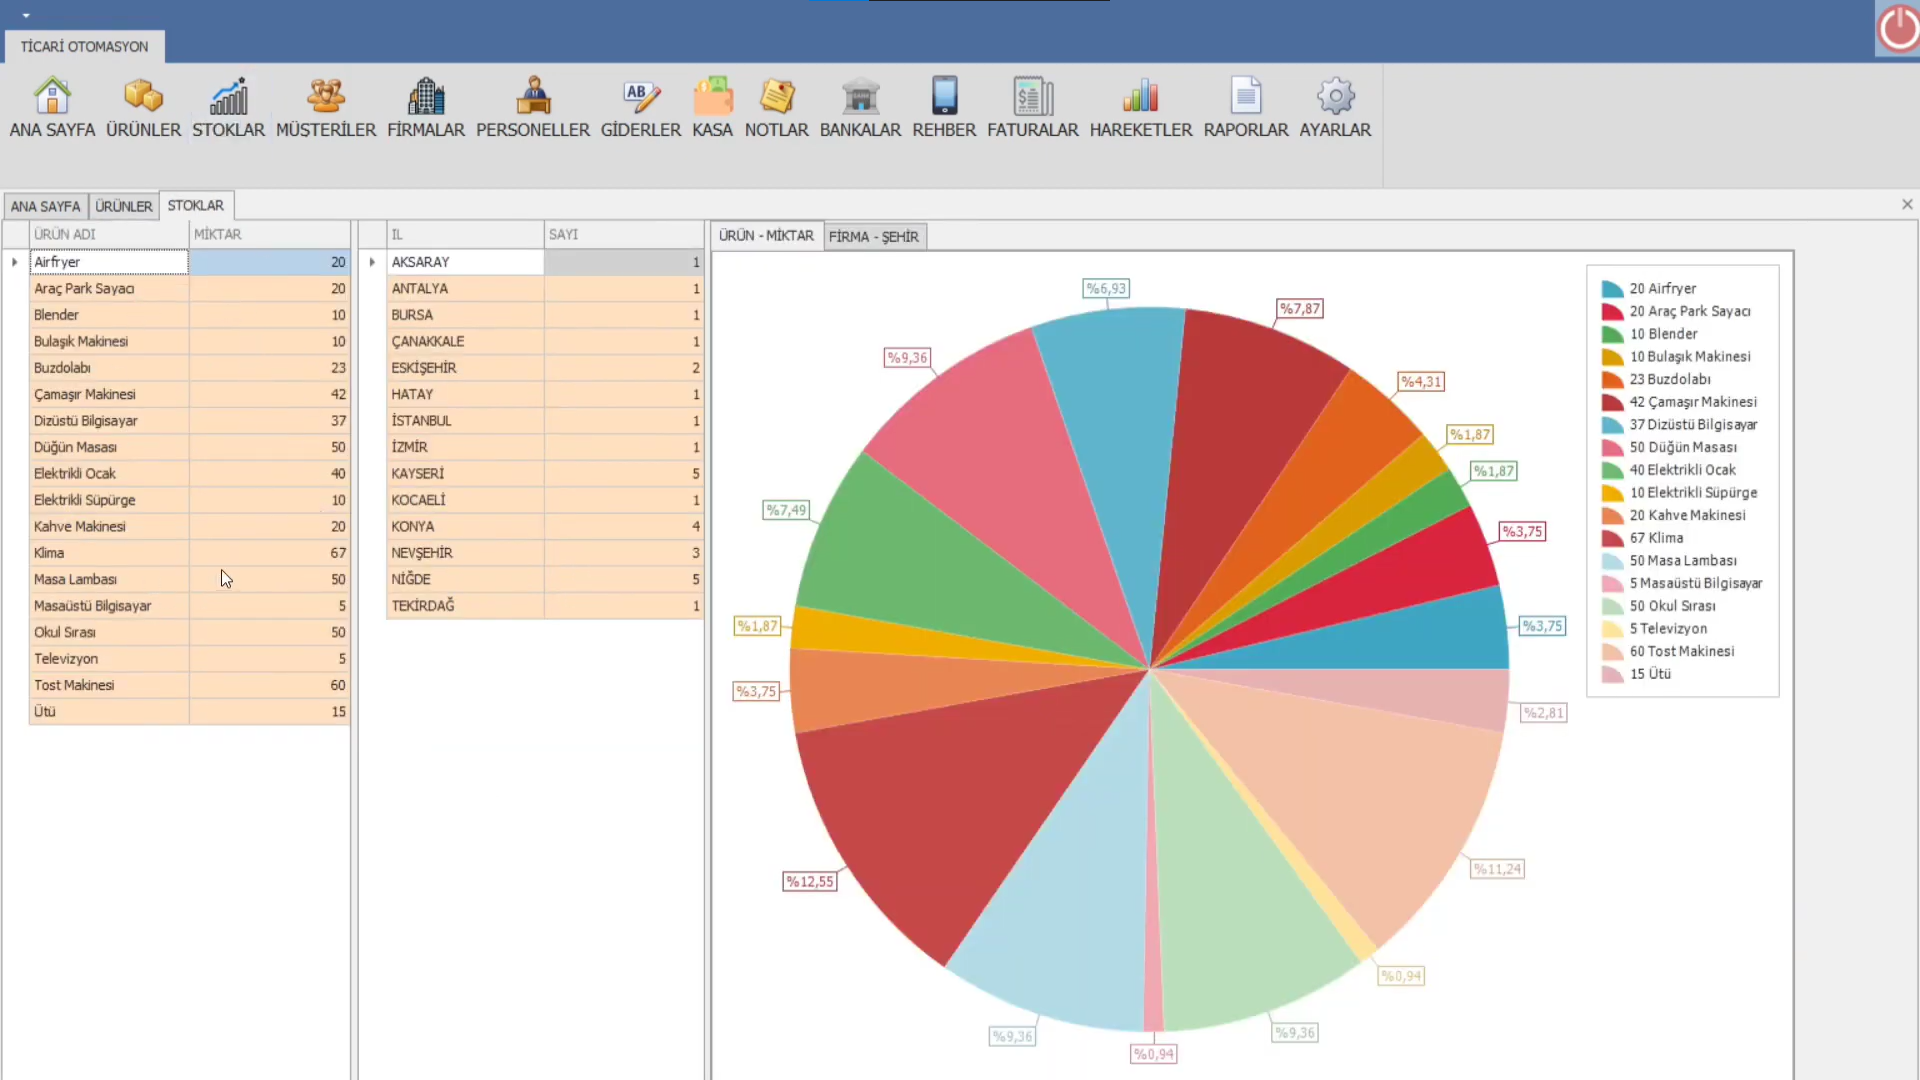 TİCARİ OTOMASYON
ANA SAYFA ÜRÜNLER STOKLAR MÜŞTERİLER FİRMALAR PERSONELLER GİDERLER KASA NOTLAR BANKALAR REHBER FATURALAR HAREKETLER RAPORLAR AYARLAR
ANA SAYFA ÜRÜNLER STOKLAR
ÜRÜN ADI MİKTAR
Airfryer 20
Araç Park Sayacı 20
Blender 10
Bulaşık Makinesi 10
Buzdolabı 23
Çamaşır Makinesi 42
Dizüstü Bilgisayar 37
Düğün Masası 50
Elektrikli Ocak 40
Elektrikli Süpürge 10
Kahve Makinesi 20
Klima 67
Masa Lambası 50
Masaüstü Bilgisayar 5
Okul Sırası 50
Televizyon 5
Tost Makinesi 60
Ütü 15
IL SAYI
AKSARAY 1
ANTALYA 1
BURSA 1
ÇANAKKALE 1
ESKİŞEHİR 2
HATAY 1
İSTANBUL 1
İZMİR 1
KAYSERİ 5
KOCAELİ 1
KONYA 4
NEVŞEHİR 3
NİĞDE 5
TEKİRDAĞ 1
ÜRÜN - MİKTAR FİRMA - ŞEHİR
%6,93
%7,87
%9,36
%4,31
%1,87
%1,87
%7,49
%3,75
%1,87
%3,75
%3,75
%2,81
%12,55
%11,24
%0,94
%9,36
%9,36
%0,94
20 Airfryer
20 Araç Park Sayacı
10 Blender
10 Bulaşık Makinesi
23 Buzdolabı
42 Çamaşır Makinesi
37 Dizüstü Bilgisayar
50 Düğün Masası
40 Elektrikli Ocak
10 Elektrikli Süpürge
20 Kahve Makinesi
67 Klima
50 Masa Lambası
5 Masaüstü Bilgisayar
50 Okul Sırası
5 Televizyon
60 Tost Makinesi
15 Ütü